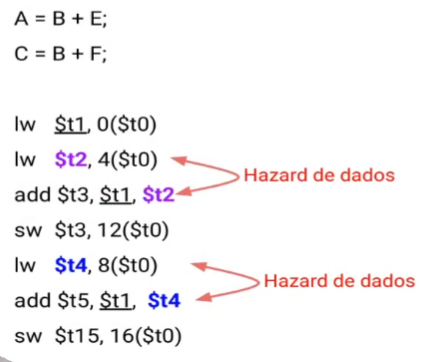 A = B + E;
C = B + F;
lw $t1, 0($t0)
lw $t2, 4($t0)
Hazard de dados
add $t3, $t1, $t2
sw $t3, 12($t0)
lw $t4, 8($t0)
Hazard de dados
add $t5, $t1, $t4
sw $t15, 16($t0)